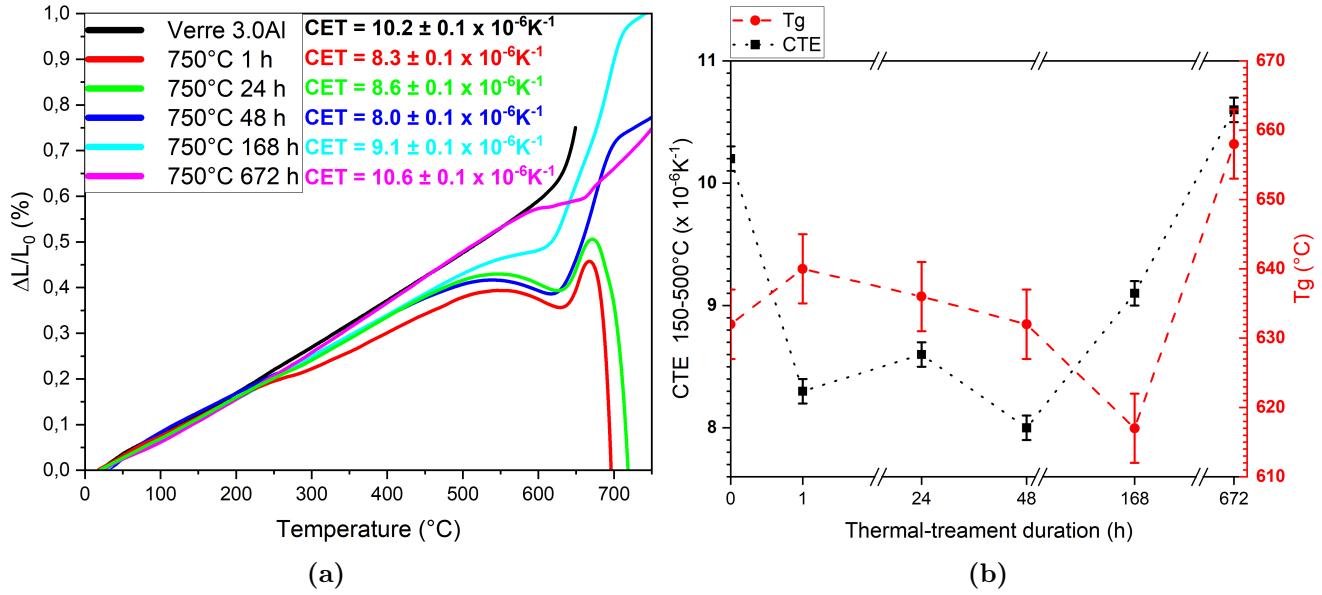 Verre 3.0Al CET = 10.2 ± 0.1 x 10⁻⁶K⁻¹
750°C 1 h CET = 8.3 ± 0.1 x 10⁻⁶K⁻¹
750°C 24 h CET = 8.6 ± 0.1 x 10⁻⁶K⁻¹
750°C 48 h CET = 8.0 ± 0.1 x 10⁻⁶K⁻¹
750°C 168 h CET = 9.1 ± 0.1 x 10⁻⁶K⁻¹
750°C 672 h CET = 10.6 ± 0.1 x 10⁻⁶K⁻¹
1,0
0,9
0,8
0,7
0,6
0,5
0,4
0,3
0,2
0,1
0,0
ΔL/L₀ (%)
0 100 200 300 400 500 600 700
Temperature (°C)
(a)
Tg
CTE
11
10
9
8
CTE 150-500°C (x 10⁻⁶K⁻¹)
670
660
650
640
630
620
610
Tg (°C)
0 1 24 48 168 672
Thermal-treament duration (h)
(b)